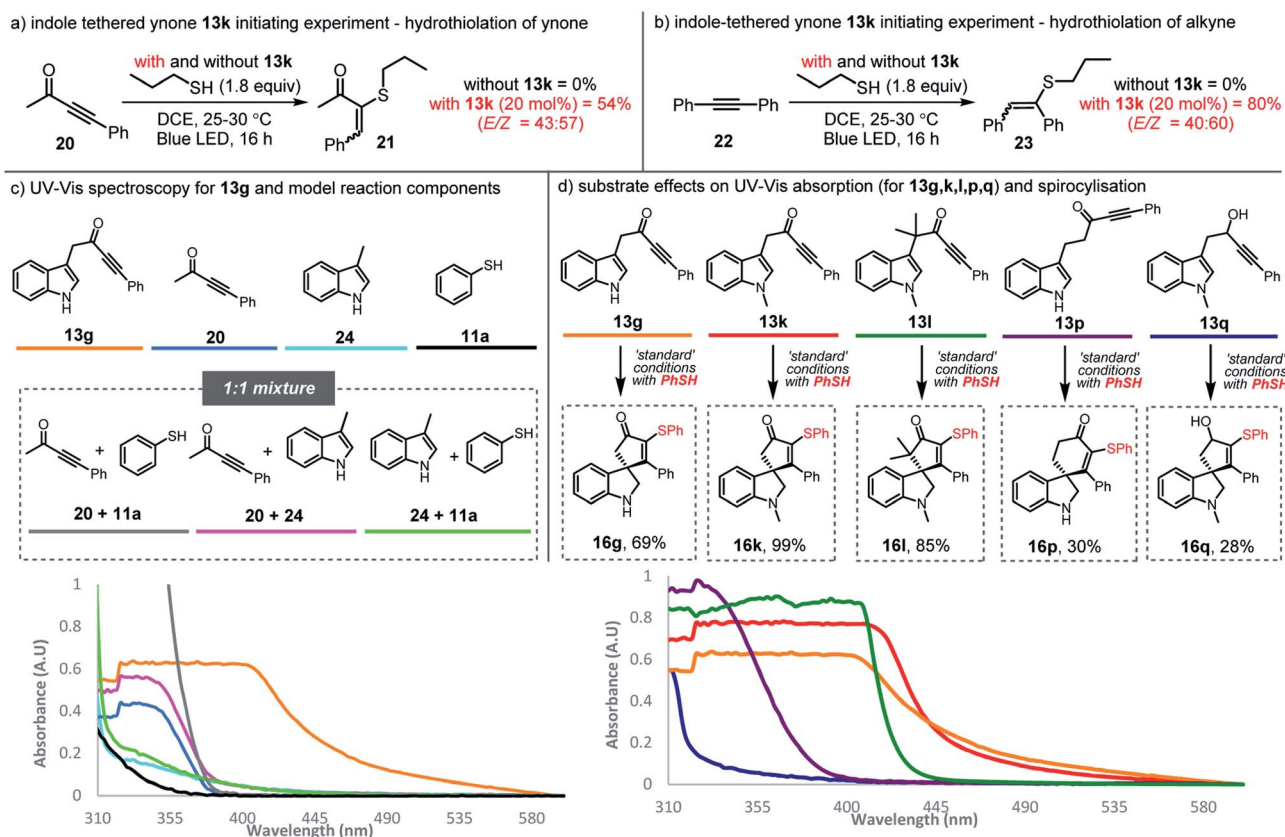 a) indole tethered ynone 13k initiating experiment - hydrothiolation of ynone
with and without 13k
SH (1.8 equiv)
DCE, 25-30 °C
Blue LED, 16 h
O
Ph
20
O
S
Ph
21
without 13k = 0%
with 13k (20 mol%) = 54%
(E/Z = 43:57)
b) indole-tethered ynone 13k initiating experiment - hydrothiolation of alkyne
with and without 13k
SH (1.8 equiv)
DCE, 25-30 °C
Blue LED, 16 h
Ph
Ph
22
S
Ph
Ph
23
without 13k = 0%
with 13k (20 mol%) = 80%
(E/Z = 40:60)
c) UV-Vis spectroscopy for 13g and model reaction components
O
N
H
Ph
13g
O
Ph
20
N
H
24
SH
11a
1:1 mixture
O
Ph
+
SH
O
Ph
+
N
H
N
H
+
SH
20 + 11a
20 + 24
24 + 11a
Absorbance (A.U)
1
0.8
0.6
0.4
0.2
0
310 355 400 445 490 535 580
Wavelength (nm)
d) substrate effects on UV-Vis absorption (for 13g,k,l,p,q) and spirocylisation
O
N
H
Ph
13g
O
N
Ph
13k
O
N
Ph
13l
O
Ph
N
H
13p
OH
N
Ph
13q
'standard'
conditions
with PhSH
'standard'
conditions
with PhSH
'standard'
conditions
with PhSH
'standard'
conditions
with PhSH
'standard'
conditions
with PhSH
O
SPh
Ph
N
H
16g, 69%
O
SPh
Ph
N
16k, 99%
O
SPh
Ph
N
16l, 85%
O
SPh
Ph
N
H
16p, 30%
HO
SPh
Ph
N
16q, 28%
Absorbance (A.U)
1
0.8
0.6
0.4
0.2
0
310 355 400 445 490 535 580
Wavelength (nm)